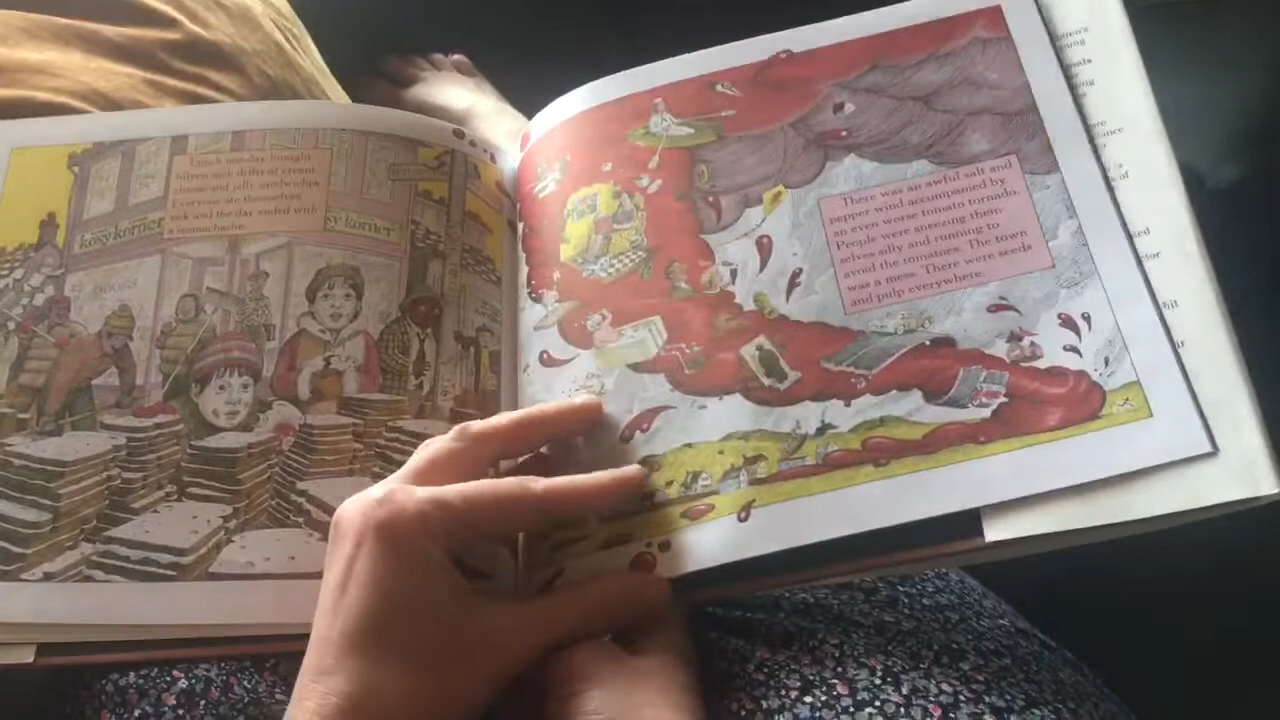 Lunch one day brought
fifteen-inch drifts of cream
cheese and jelly sandwiches.
Everyone ate themselves
sick and the day ended with
a stomachache.
kosy korner
sy korner
There was an awful salt and
pepper wind accompanied by
an even worse tomato tornado.
People were sneezing them-
selves silly and running to
avoid the tomatoes. The town
was a mess. There were seeds
and pulp everywhere.